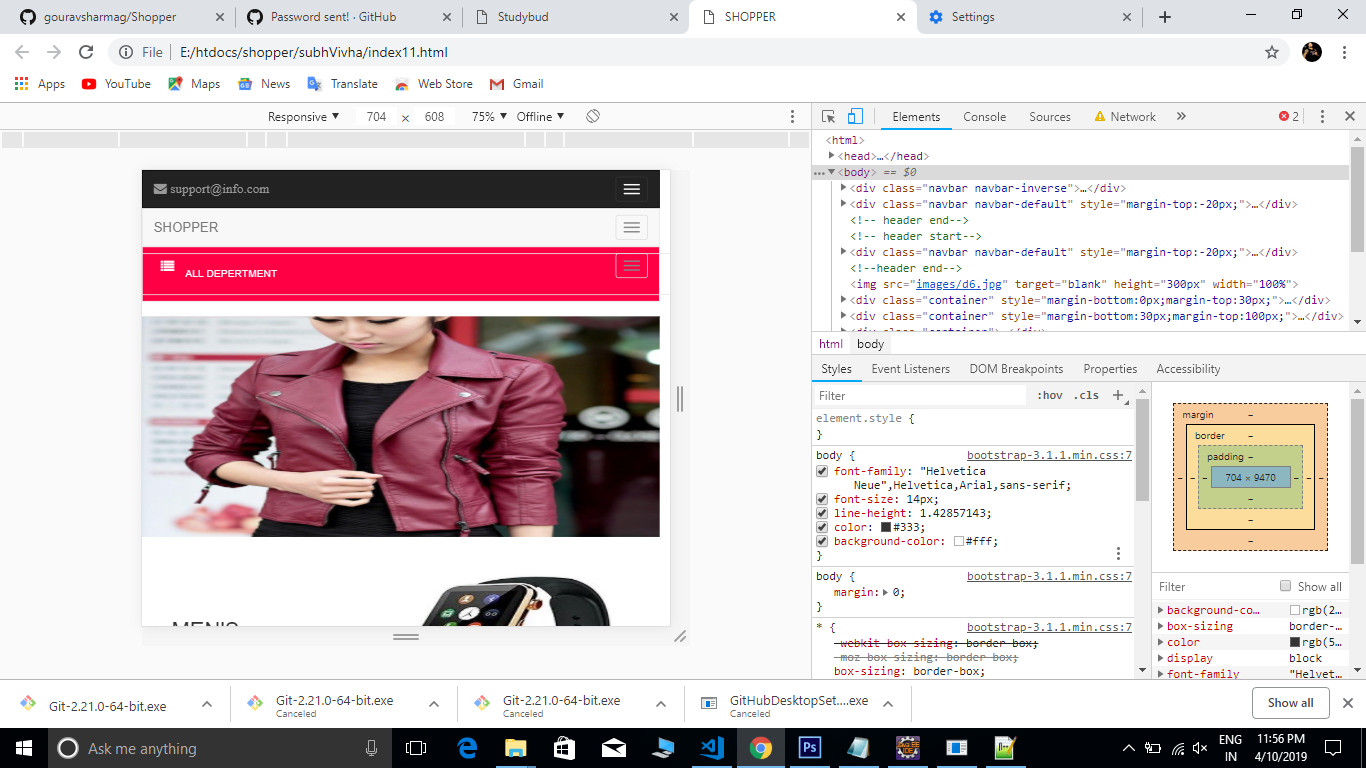 gouravsharmag/Shopper
Password sent! · GitHub
Studybud
SHOPPER
Settings
File
E:/htdocs/shopper/subhVivha/index11.html
Apps
YouTube
Maps
News
Translate
Web Store
Gmail
Responsive ▼
704 × 608
75% ▼
Offline ▼
Elements
Console
Sources
Network
»
2
<html>
<head>…</head>
<body> == $0
<div class="navbar navbar-inverse">…</div>
<div class="navbar navbar-default" style="margin-top:-20px;">…</div>
<!-- header end-->
<!-- header start-->
<div class="navbar navbar-default" style="margin-top:-20px;">…</div>
<!--header end-->
<img src="images/d6.jpg" target="blank" height="300px" width="100%">
<div class="container" style="margin-bottom:0px;margin-top:30px;">…</div>
<div class="container" style="margin-bottom:30px;margin-top:100px;">…</div>
html
body
support@info.com
SHOPPER
ALL DEPERTMENT
Styles
Event Listeners
DOM Breakpoints
Properties
Accessibility
Filter
:hov
.cls
+
element.style {
}
body {
bootstrap-3.1.1.min.css:7
font-family: "Helvetica
Neue",Helvetica,Arial,sans-serif;
font-size: 14px;
line-height: 1.42857143;
color: #333;
background-color: #fff;
}
body {
bootstrap-3.1.1.min.css:7
margin: 0;
}
* {
bootstrap-3.1.1.min.css:7
-webkit-box-sizing: border-box;
-moz-box-sizing: border-box;
box-sizing: border-box;
margin
border
padding
704 × 9470
Filter
Show all
background-co…
rgb(2…
box-sizing
border-…
color
rgb(5…
display
block
font-family
"Helvet…
Git-2.21.0-64-bit.exe
Git-2.21.0-64-bit.exe
Canceled
Git-2.21.0-64-bit.exe
Canceled
GitHubDesktopSet....exe
Canceled
Show all
Ask me anything
ENG
IN
11:56 PM
4/10/2019